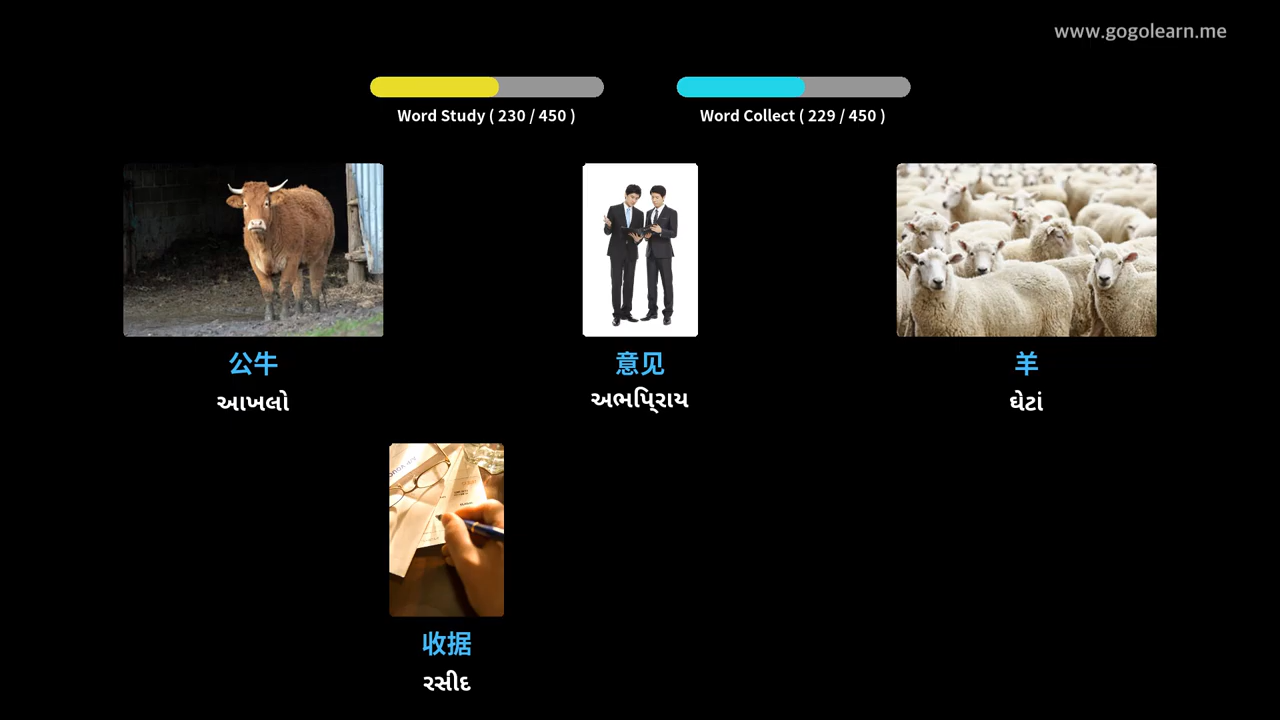 www.gogolearn.me
Word Study ( 230 / 450 )
Word Collect ( 229 / 450 )
公牛
આખલો
意见
અભિપ્રાય
羊
ઘેટાં
收据
રસીદ